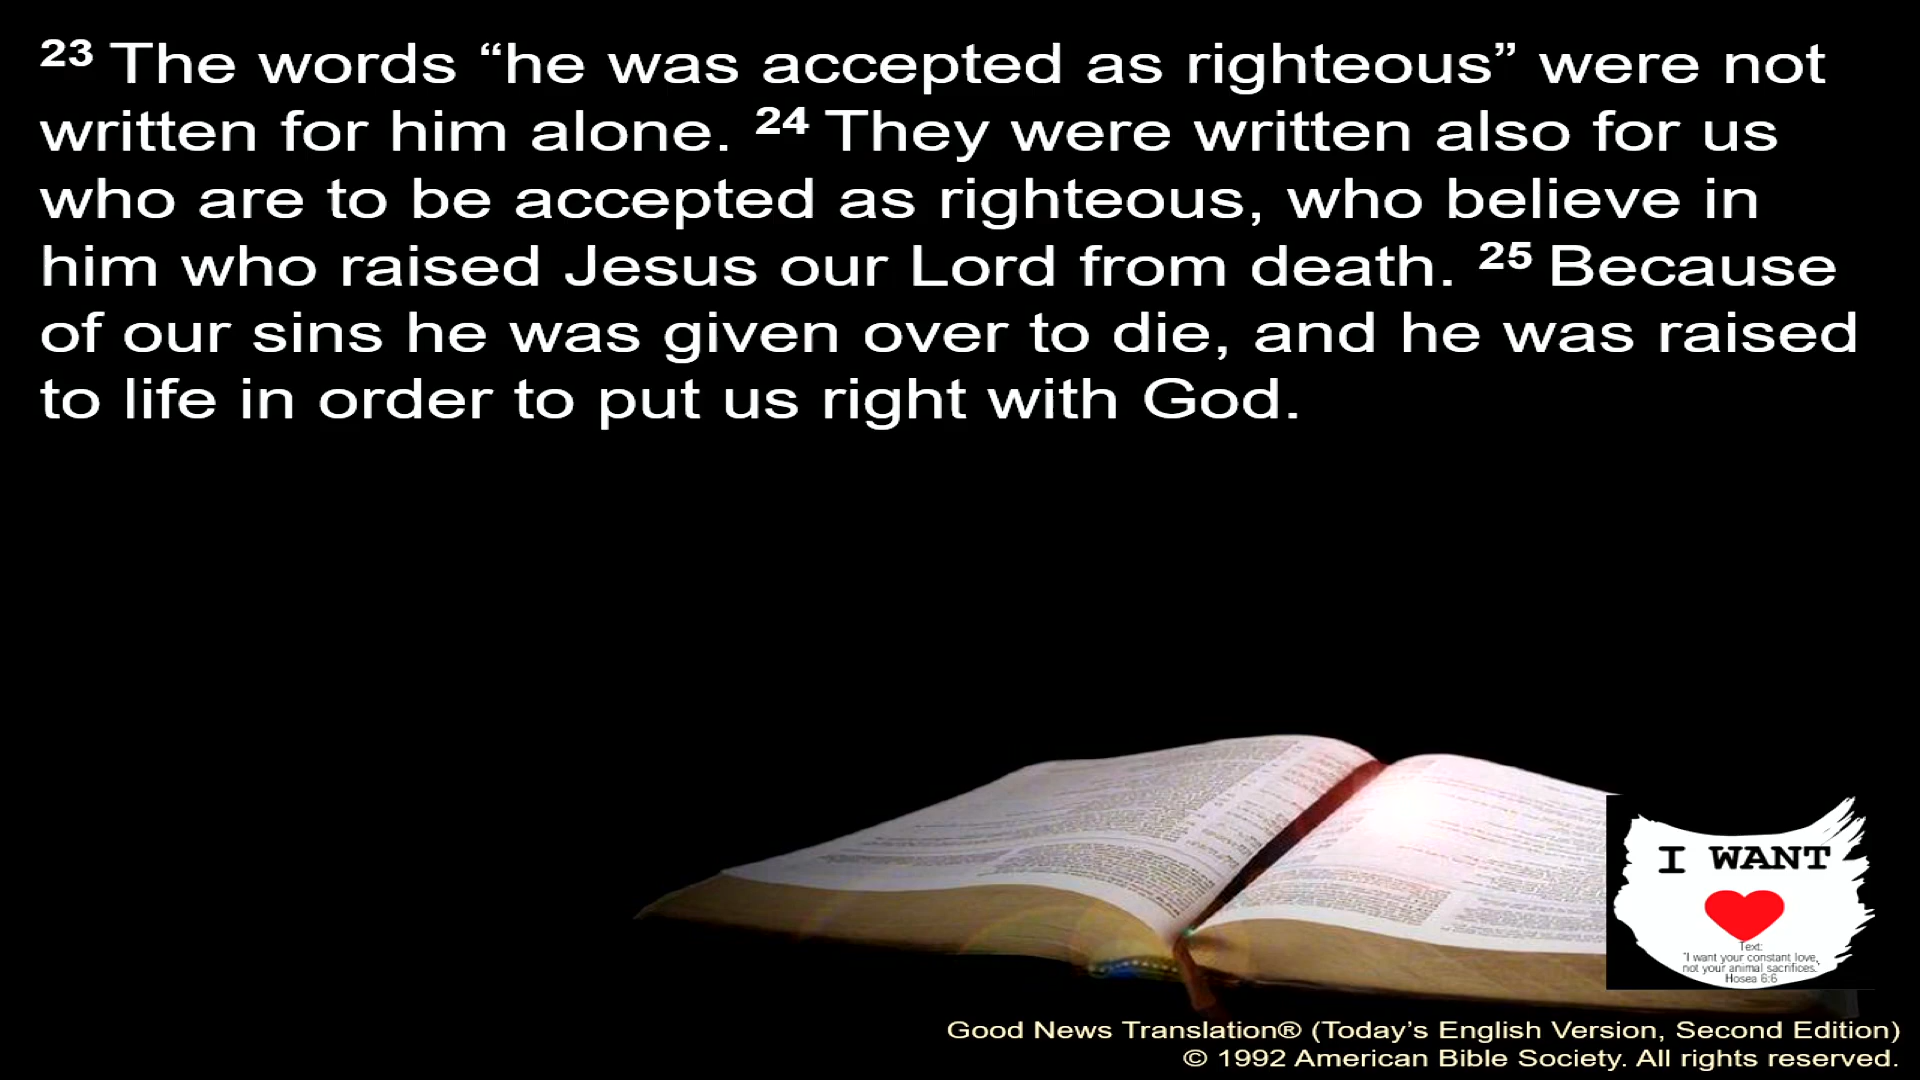 23 The words “he was accepted as righteous” were not
written for him alone. 24 They were written also for us
who are to be accepted as righteous, who believe in
him who raised Jesus our Lord from death. 25 Because
of our sins he was given over to die, and he was raised
to life in order to put us right with God.
I WANT
Text:
“I want your constant love,
not your animal sacrifices.”
Hosea 6:6
Good News Translation® (Today’s English Version, Second Edition)
© 1992 American Bible Society. All rights reserved.